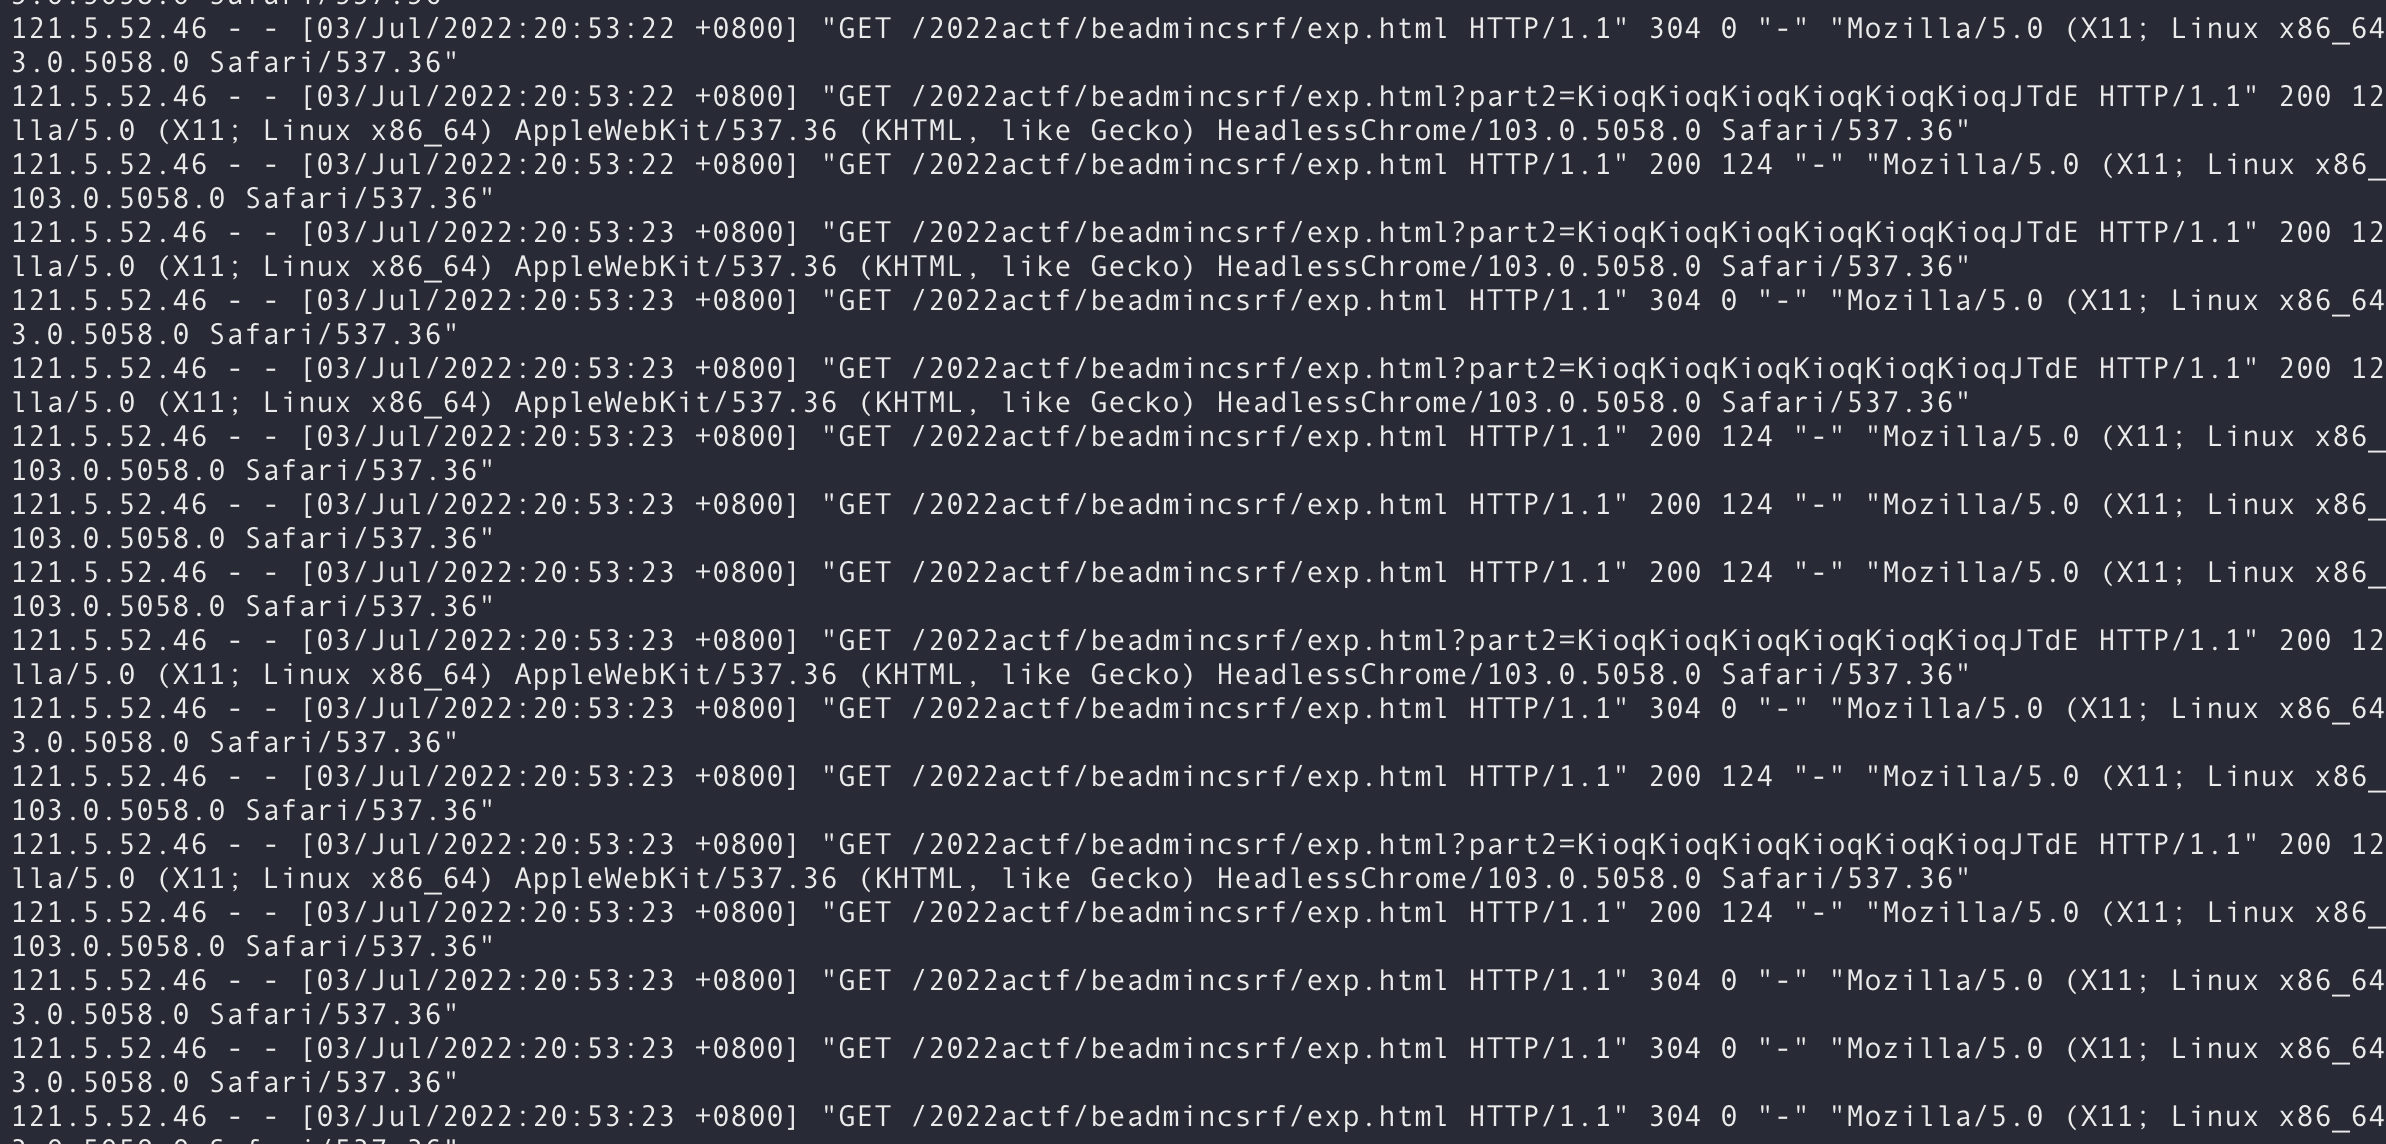 121.5.52.46 - - [03/Jul/2022:20:53:22 +0800] "GET /2022actf/beadmincsrf/exp.html HTTP/1.1" 304 0 "-" "Mozilla/5.0 (X11; Linux x86_64
3.0.5058.0 Safari/537.36"
121.5.52.46 - - [03/Jul/2022:20:53:22 +0800] "GET /2022actf/beadmincsrf/exp.html?part2=KioqKioqKioqKioqKioqKioqJTdE HTTP/1.1" 200 12
lla/5.0 (X11; Linux x86_64) AppleWebKit/537.36 (KHTML, like Gecko) HeadlessChrome/103.0.5058.0 Safari/537.36"
121.5.52.46 - - [03/Jul/2022:20:53:22 +0800] "GET /2022actf/beadmincsrf/exp.html HTTP/1.1" 200 124 "-" "Mozilla/5.0 (X11; Linux x86_
103.0.5058.0 Safari/537.36"
121.5.52.46 - - [03/Jul/2022:20:53:23 +0800] "GET /2022actf/beadmincsrf/exp.html?part2=KioqKioqKioqKioqKioqKioqJTdE HTTP/1.1" 200 12
lla/5.0 (X11; Linux x86_64) AppleWebKit/537.36 (KHTML, like Gecko) HeadlessChrome/103.0.5058.0 Safari/537.36"
121.5.52.46 - - [03/Jul/2022:20:53:23 +0800] "GET /2022actf/beadmincsrf/exp.html HTTP/1.1" 304 0 "-" "Mozilla/5.0 (X11; Linux x86_64
3.0.5058.0 Safari/537.36"
121.5.52.46 - - [03/Jul/2022:20:53:23 +0800] "GET /2022actf/beadmincsrf/exp.html?part2=KioqKioqKioqKioqKioqKioqJTdE HTTP/1.1" 200 12
lla/5.0 (X11; Linux x86_64) AppleWebKit/537.36 (KHTML, like Gecko) HeadlessChrome/103.0.5058.0 Safari/537.36"
121.5.52.46 - - [03/Jul/2022:20:53:23 +0800] "GET /2022actf/beadmincsrf/exp.html HTTP/1.1" 200 124 "-" "Mozilla/5.0 (X11; Linux x86_
103.0.5058.0 Safari/537.36"
121.5.52.46 - - [03/Jul/2022:20:53:23 +0800] "GET /2022actf/beadmincsrf/exp.html HTTP/1.1" 200 124 "-" "Mozilla/5.0 (X11; Linux x86_
103.0.5058.0 Safari/537.36"
121.5.52.46 - - [03/Jul/2022:20:53:23 +0800] "GET /2022actf/beadmincsrf/exp.html HTTP/1.1" 200 124 "-" "Mozilla/5.0 (X11; Linux x86_
103.0.5058.0 Safari/537.36"
121.5.52.46 - - [03/Jul/2022:20:53:23 +0800] "GET /2022actf/beadmincsrf/exp.html?part2=KioqKioqKioqKioqKioqKioqJTdE HTTP/1.1" 200 12
lla/5.0 (X11; Linux x86_64) AppleWebKit/537.36 (KHTML, like Gecko) HeadlessChrome/103.0.5058.0 Safari/537.36"
121.5.52.46 - - [03/Jul/2022:20:53:23 +0800] "GET /2022actf/beadmincsrf/exp.html HTTP/1.1" 304 0 "-" "Mozilla/5.0 (X11; Linux x86_64
3.0.5058.0 Safari/537.36"
121.5.52.46 - - [03/Jul/2022:20:53:23 +0800] "GET /2022actf/beadmincsrf/exp.html HTTP/1.1" 200 124 "-" "Mozilla/5.0 (X11; Linux x86_
103.0.5058.0 Safari/537.36"
121.5.52.46 - - [03/Jul/2022:20:53:23 +0800] "GET /2022actf/beadmincsrf/exp.html?part2=KioqKioqKioqKioqKioqKioqJTdE HTTP/1.1" 200 12
lla/5.0 (X11; Linux x86_64) AppleWebKit/537.36 (KHTML, like Gecko) HeadlessChrome/103.0.5058.0 Safari/537.36"
121.5.52.46 - - [03/Jul/2022:20:53:23 +0800] "GET /2022actf/beadmincsrf/exp.html HTTP/1.1" 200 124 "-" "Mozilla/5.0 (X11; Linux x86_
103.0.5058.0 Safari/537.36"
121.5.52.46 - - [03/Jul/2022:20:53:23 +0800] "GET /2022actf/beadmincsrf/exp.html HTTP/1.1" 304 0 "-" "Mozilla/5.0 (X11; Linux x86_64
3.0.5058.0 Safari/537.36"
121.5.52.46 - - [03/Jul/2022:20:53:23 +0800] "GET /2022actf/beadmincsrf/exp.html HTTP/1.1" 304 0 "-" "Mozilla/5.0 (X11; Linux x86_64
3.0.5058.0 Safari/537.36"
121.5.52.46 - - [03/Jul/2022:20:53:23 +0800] "GET /2022actf/beadmincsrf/exp.html HTTP/1.1" 304 0 "-" "Mozilla/5.0 (X11; Linux x86_64